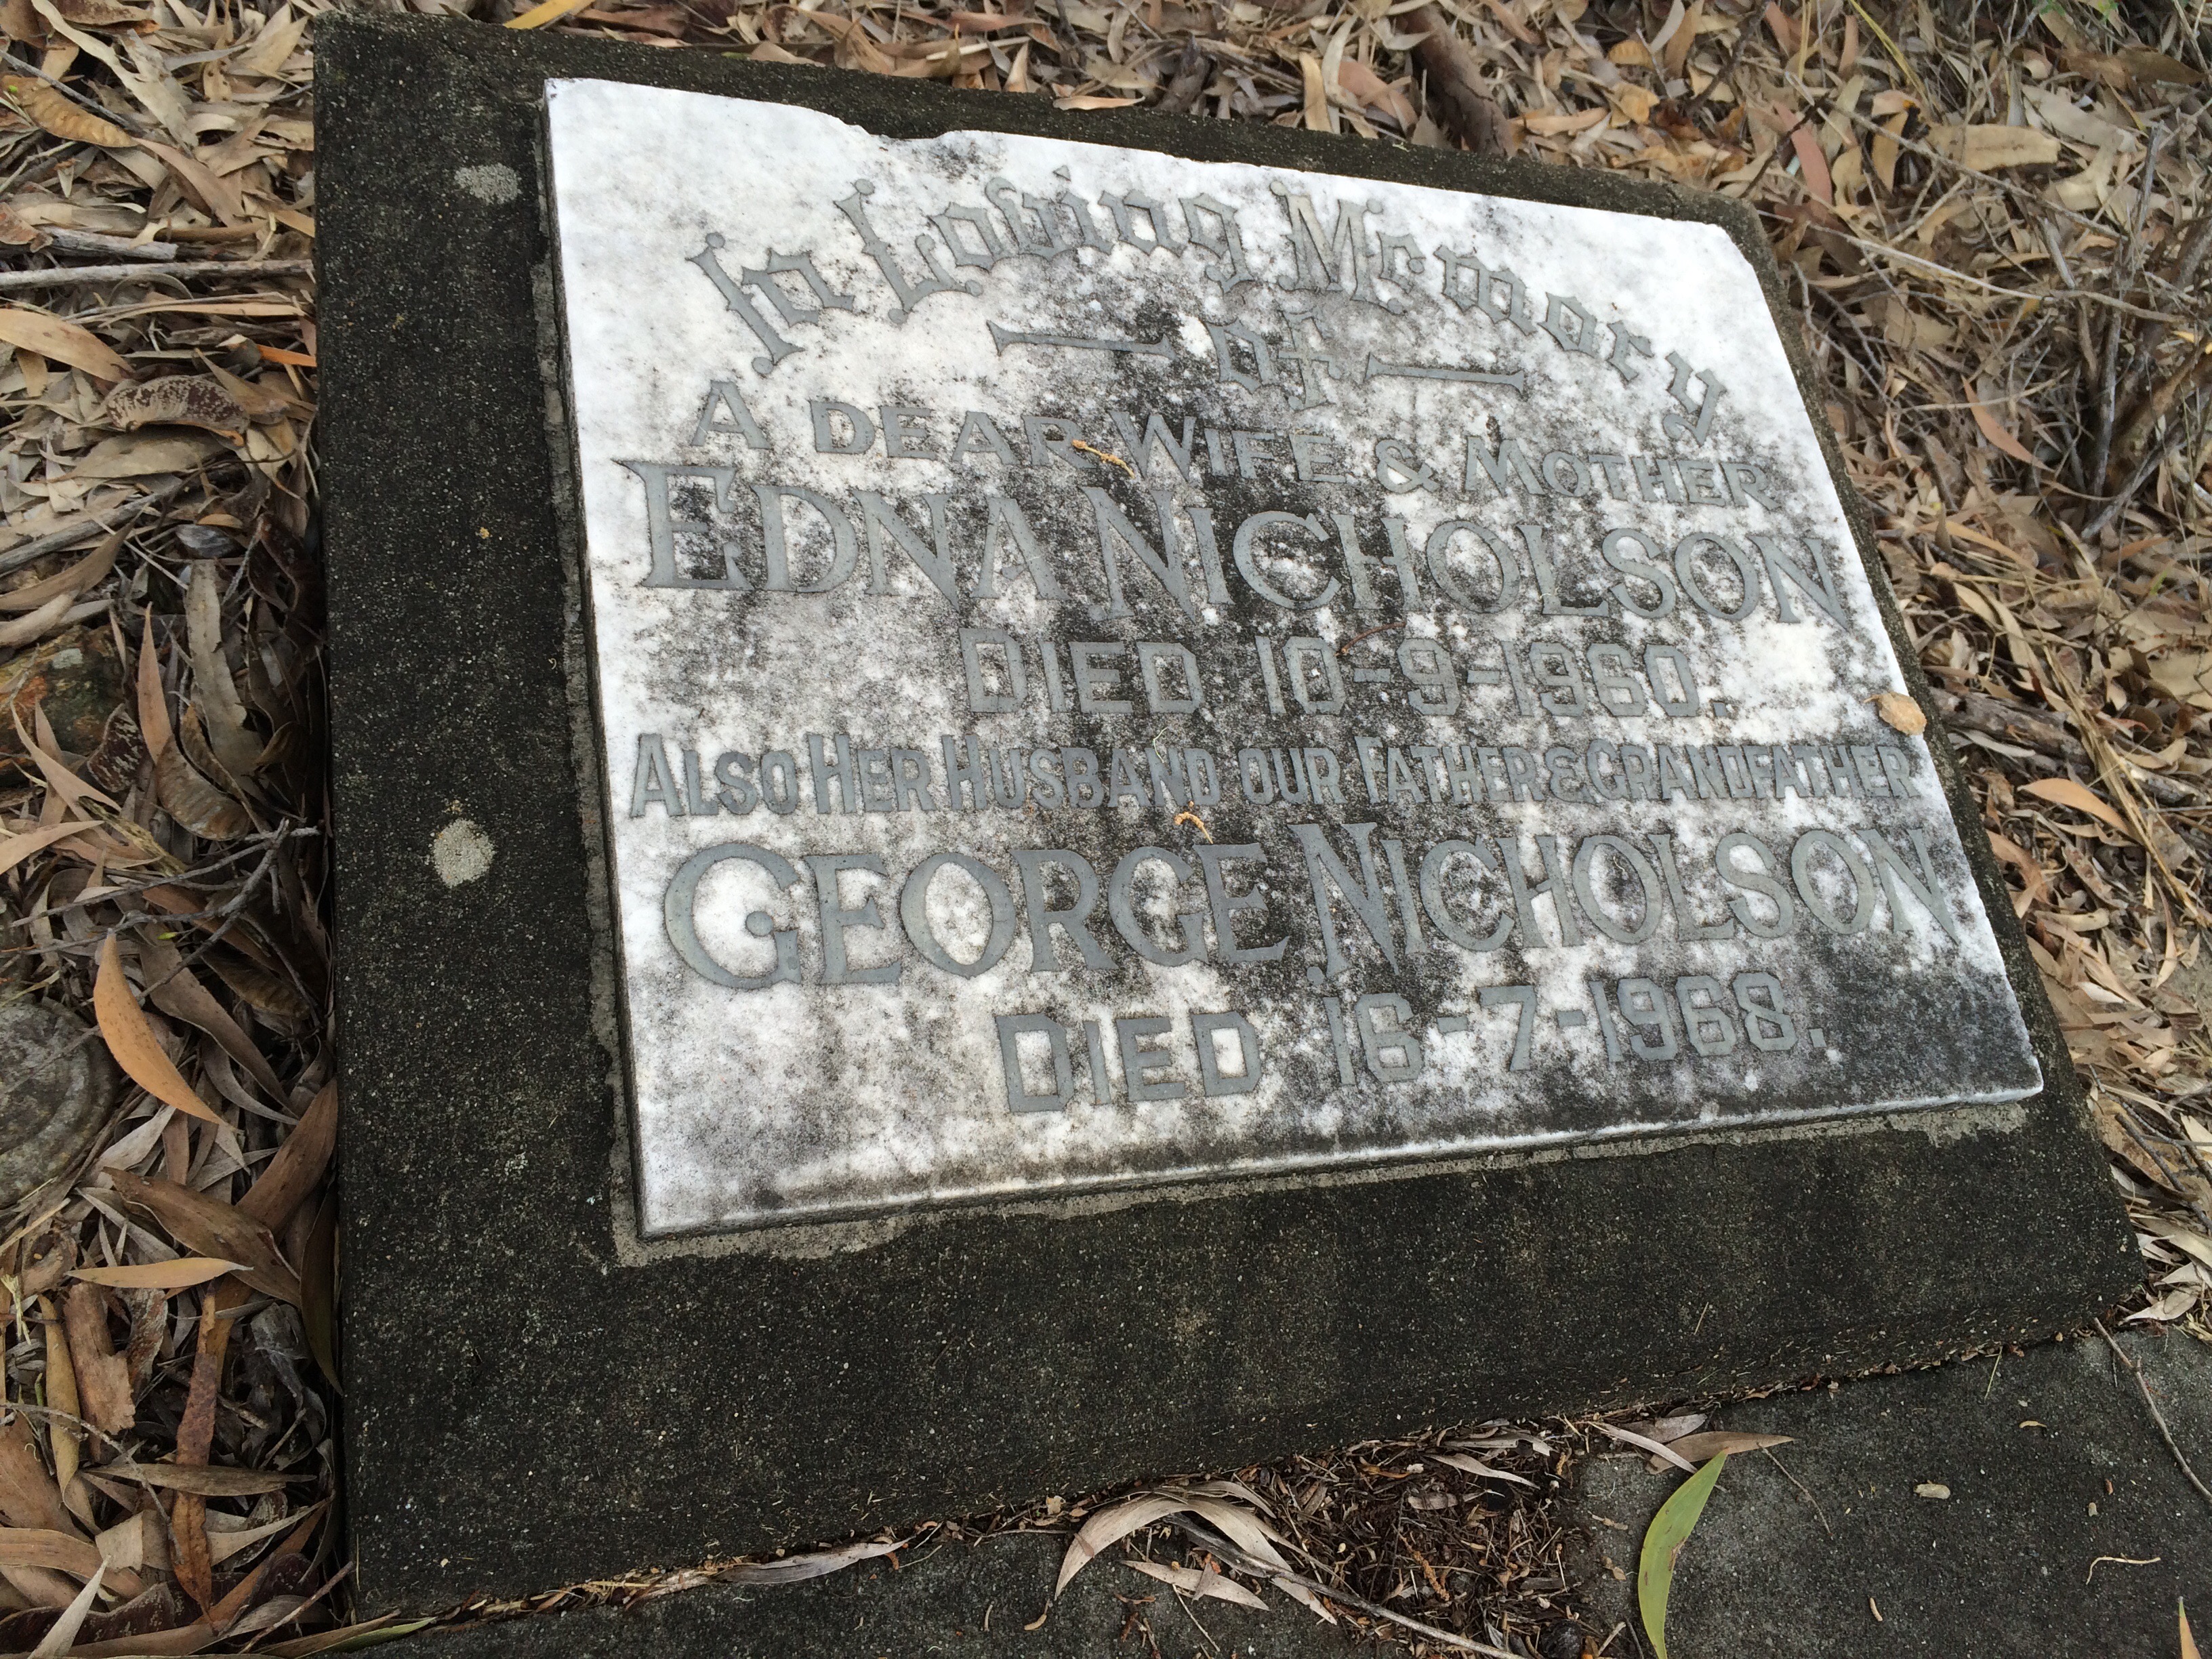 In Loving Memory
of
A DEAR WIFE & MOTHER
EDNA NICHOLSON
DIED 10-9-1960.
ALSO HER HUSBAND OUR FATHER & GRANDFATHER
GEORGE NICHOLSON
DIED 16-7-1968.